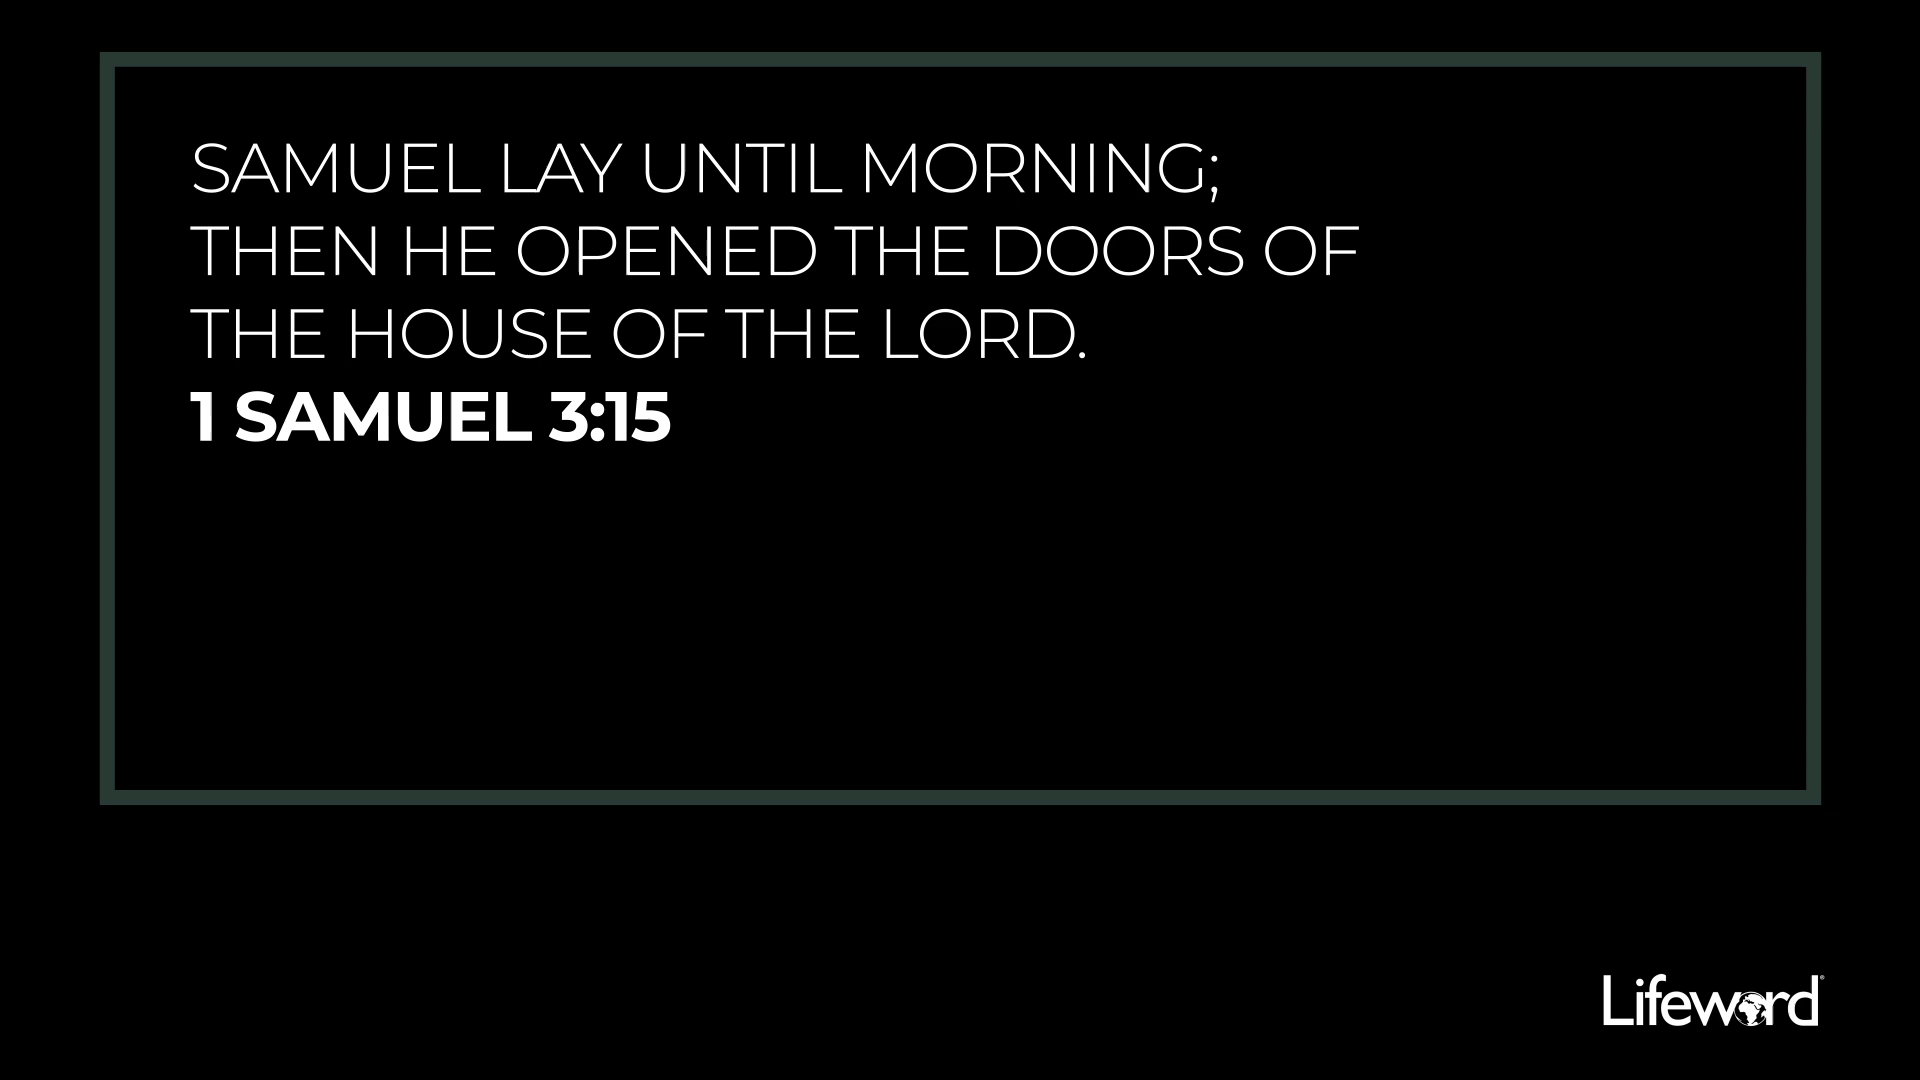 SAMUEL LAY UNTIL MORNING;
THEN HE OPENED THE DOORS OF
THE HOUSE OF THE LORD.
1 SAMUEL 3:15
Lifeword®